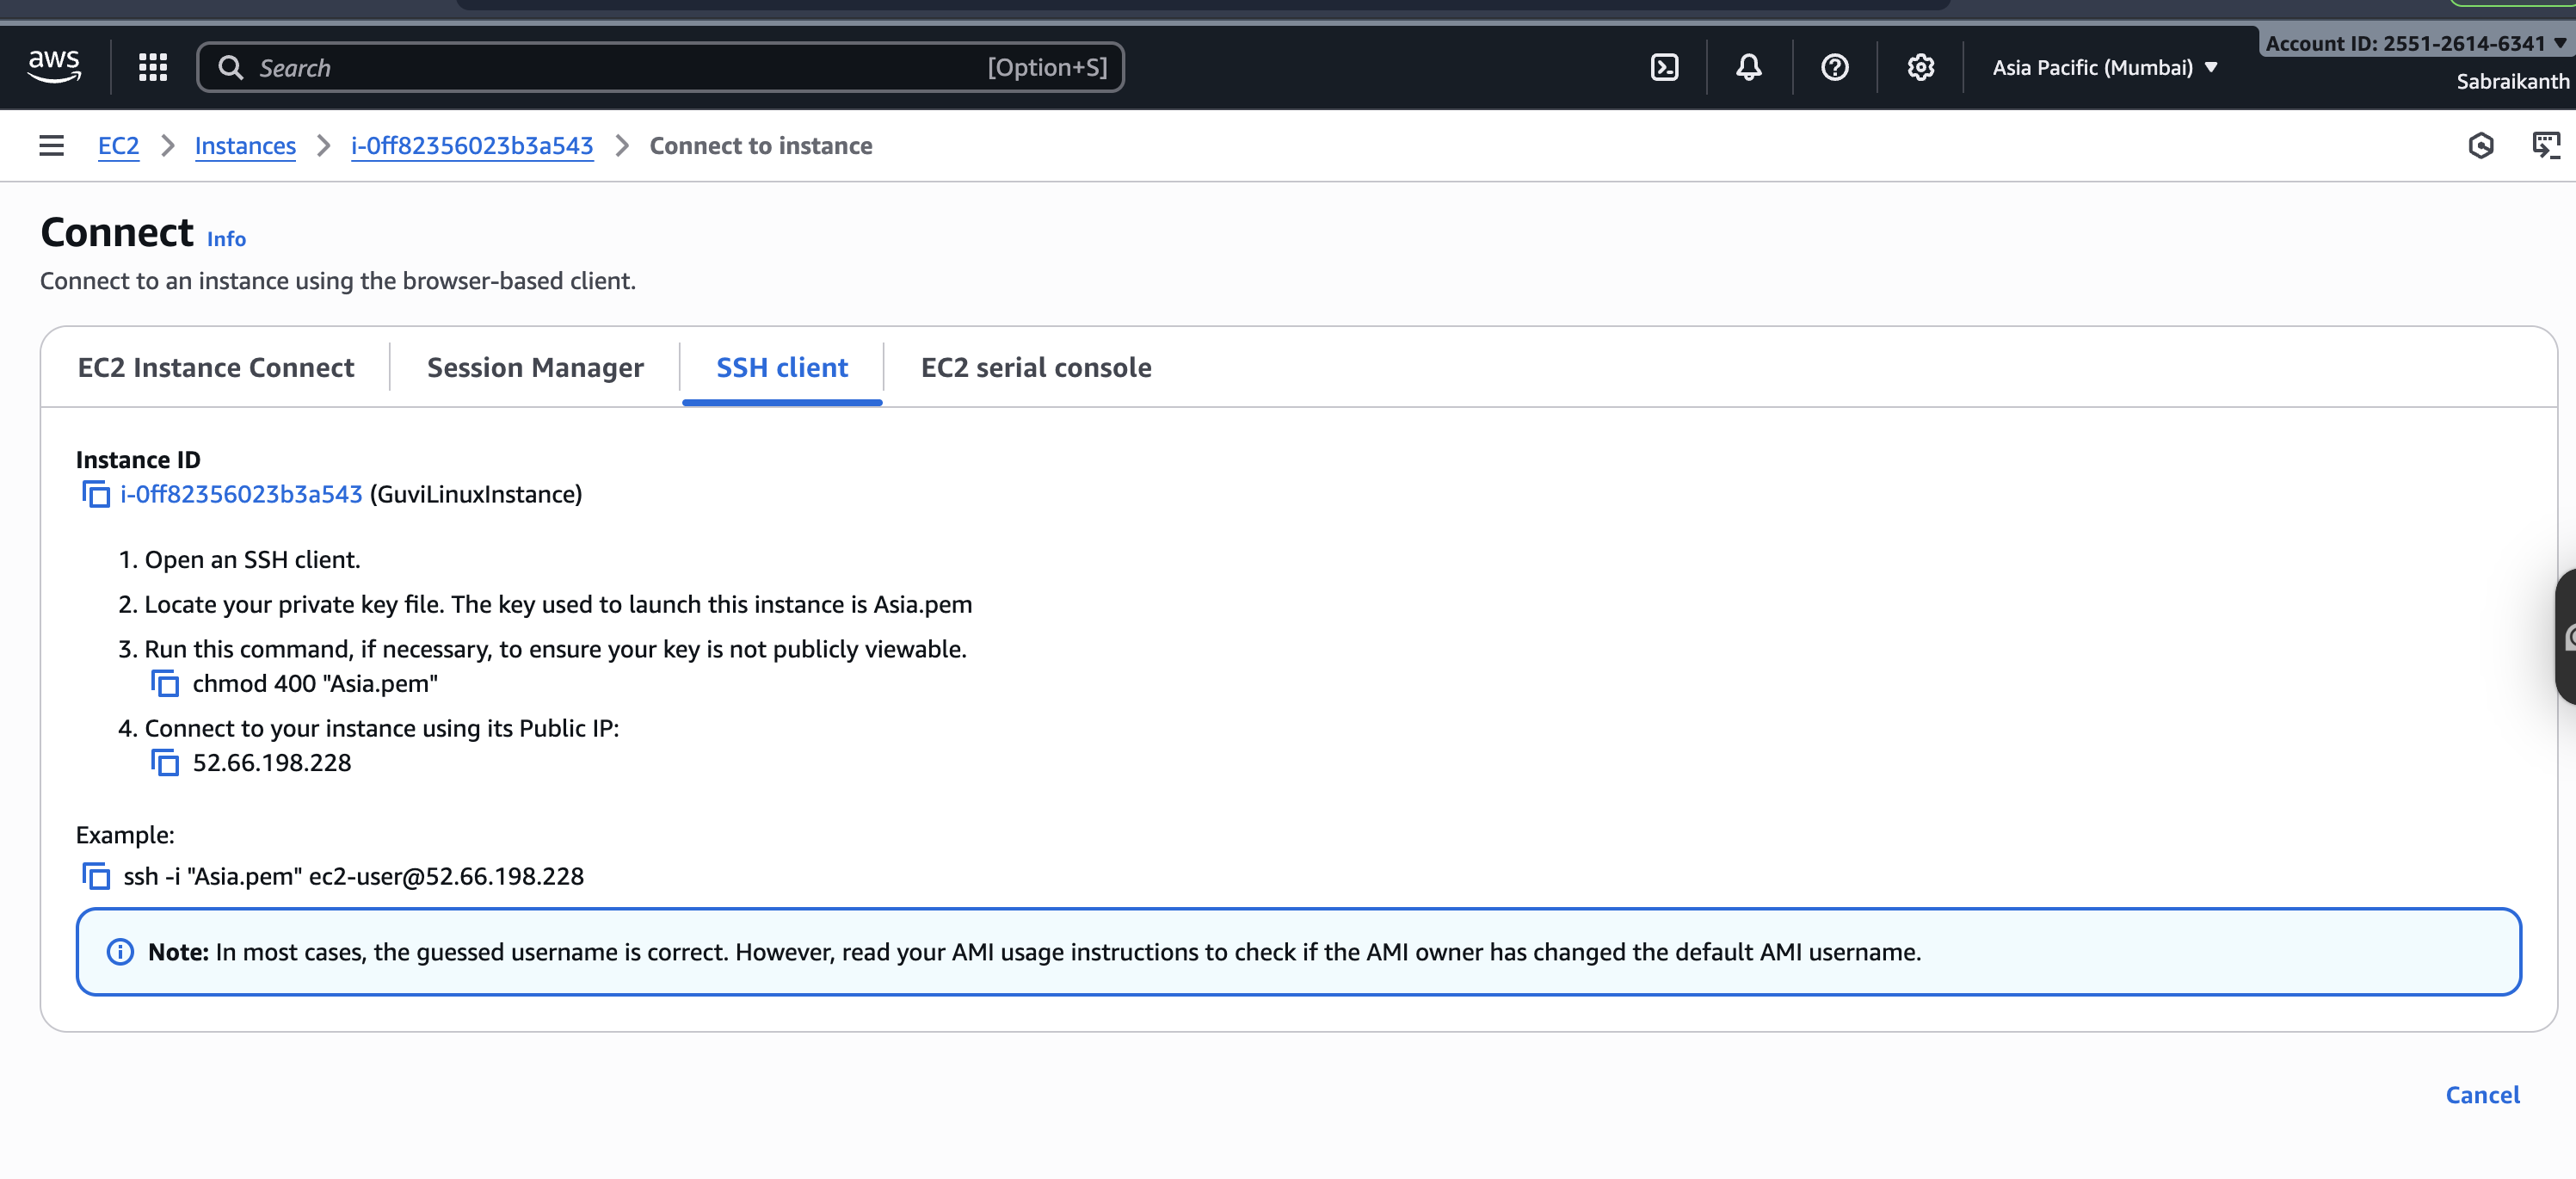 aws
Search [Option+S]
Asia Pacific (Mumbai)
Account ID: 2551-2614-6341
Sabraikanth
EC2 Instances i-0ff82356023b3a543 Connect to instance
Connect Info
Connect to an instance using the browser-based client.
EC2 Instance Connect Session Manager SSH client EC2 serial console
Instance ID
i-0ff82356023b3a543 (GuviLinuxInstance)
1. Open an SSH client.
2. Locate your private key file. The key used to launch this instance is Asia.pem
3. Run this command, if necessary, to ensure your key is not publicly viewable.
chmod 400 "Asia.pem"
4. Connect to your instance using its Public IP:
52.66.198.228
Example:
ssh -i "Asia.pem" ec2-user@52.66.198.228
Note: In most cases, the guessed username is correct. However, read your AMI usage instructions to check if the AMI owner has changed the default AMI username.
Cancel